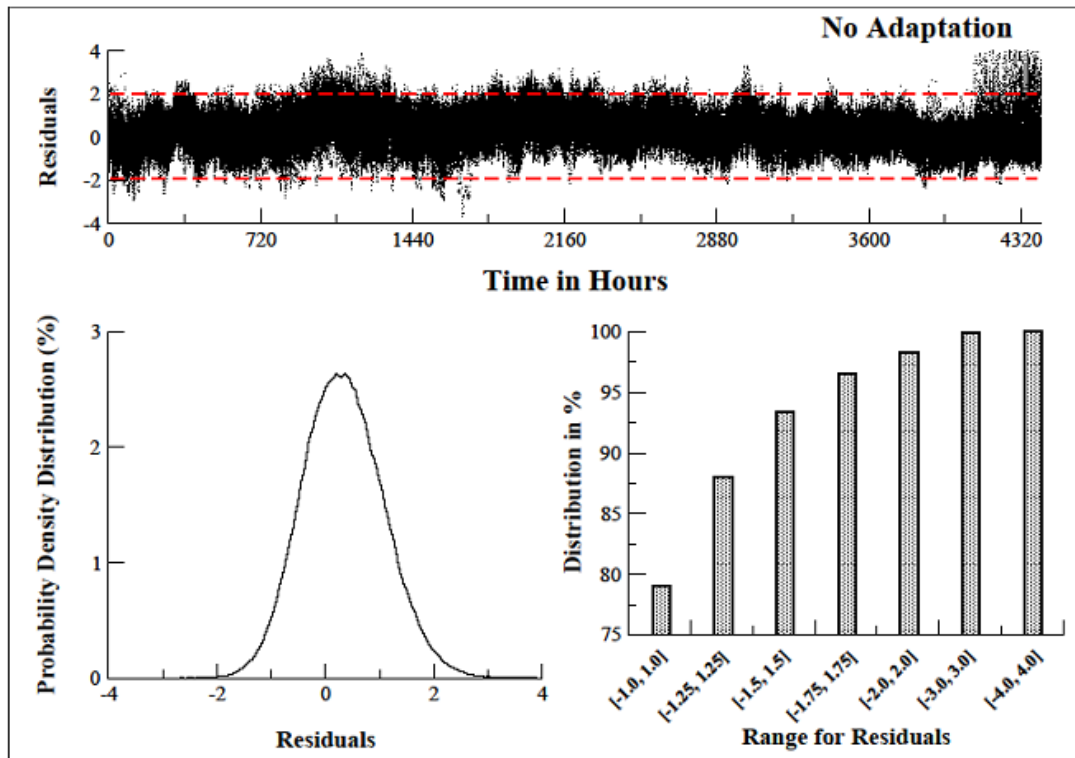 No Adaptation
Residuals
4
2
0
-2
-4
0 720 1440 2160 2880 3600 4320
Time in Hours
Probability Density Distribution (%)
3
2
1
0
-4 -2 0 2 4
Residuals
Distribution in %
100
95
90
85
80
75
[-1.0, 1.0]
[-1.25, 1.25]
[-1.5, 1.5]
[-1.75, 1.75]
[-2.0, 2.0]
[-3.0, 3.0]
[-4.0, 4.0]
Range for Residuals